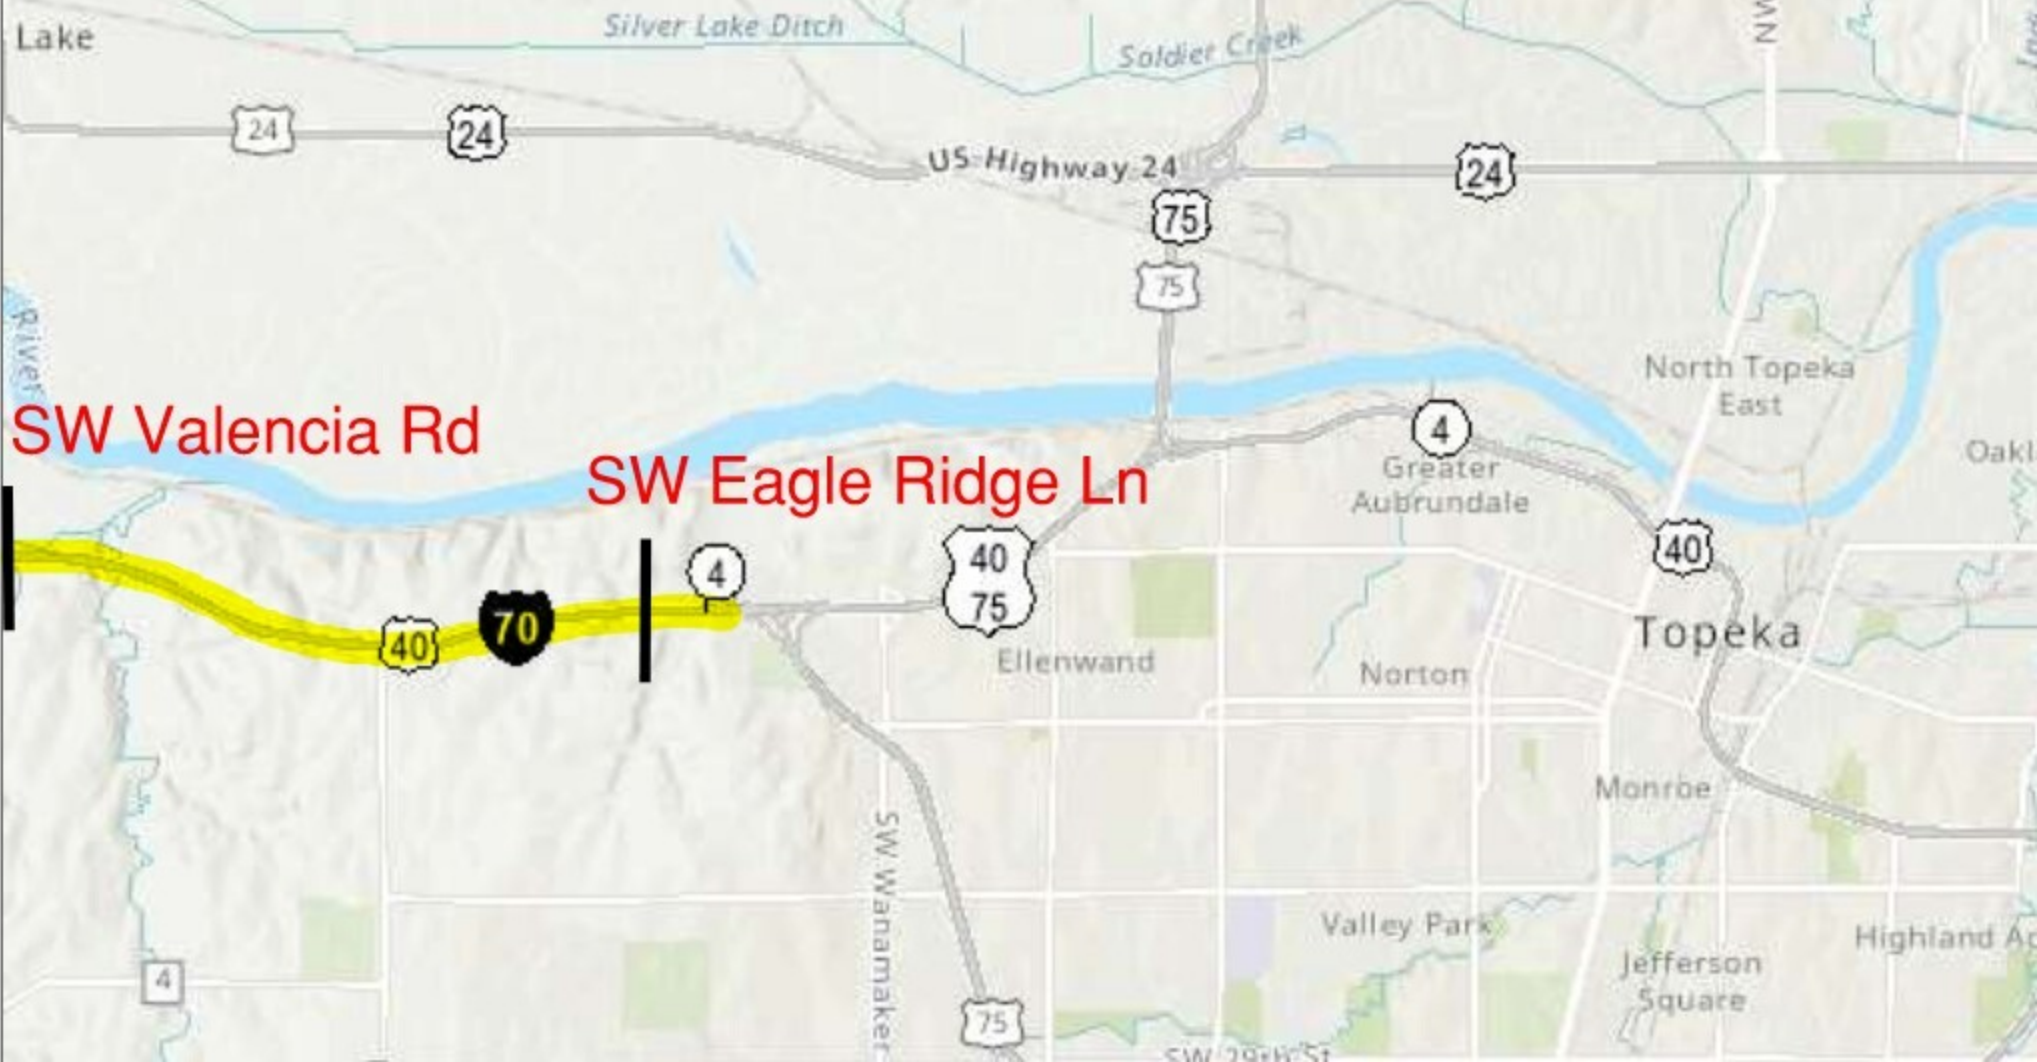 Silver Lake Ditch
Lake
Soldier Creek
24
24
US Highway 24
24
75
75
River
North Topeka
East
SW Valencia Rd
4
SW Eagle Ridge Ln
Greater
Aubrundale
40
75
40
4
70
40
Topeka
Ellenwand
Norton
Monroe
SW Wanamaker
Valley Park
Highland
Jefferson
Square
4
75
SW 29th St